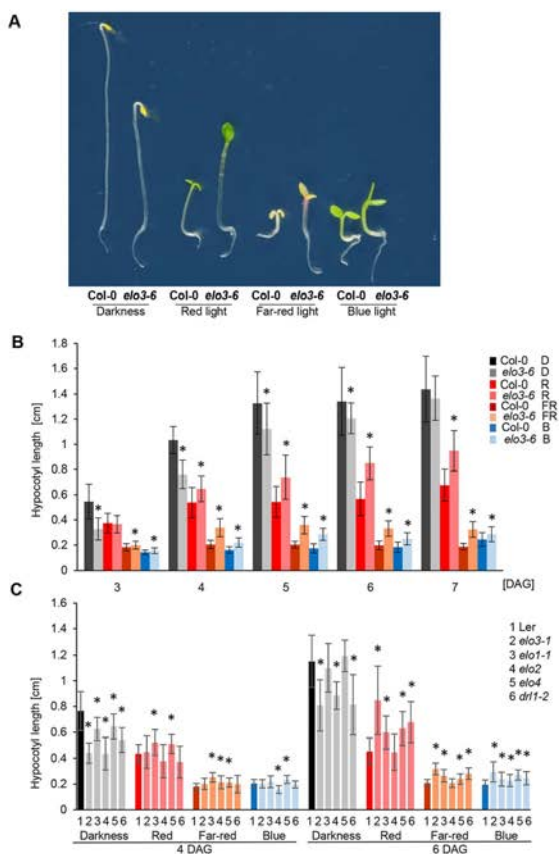 A
Col-0 elo3-6 Col-0 elo3-6 Col-0 elo3-6 Col-0 elo3-6
Darkness Red light Far-red light Blue light
B
Hypocotyl length [cm]
1.6
1.4
1.2
1
0.8
0.6
0.4
0.2
0
3 4 5 6 7 [DAG]
Col-0 D
elo3-6 D
Col-0 R
elo3-6 R
Col-0 FR
elo3-6 FR
Col-0 B
elo3-6 B
C
Hypocotyl length [cm]
1.6
1.4
1.2
1
0.8
0.6
0.4
0.2
0
1 Ler
2 elo3-1
3 elo1-1
4 elo2
5 elo4
6 drl1-2
123456 123456 123456 123456 123456 123456 123456 123456
Darkness Red Far-red Blue Darkness Red Far-red Blue
4 DAG 6 DAG